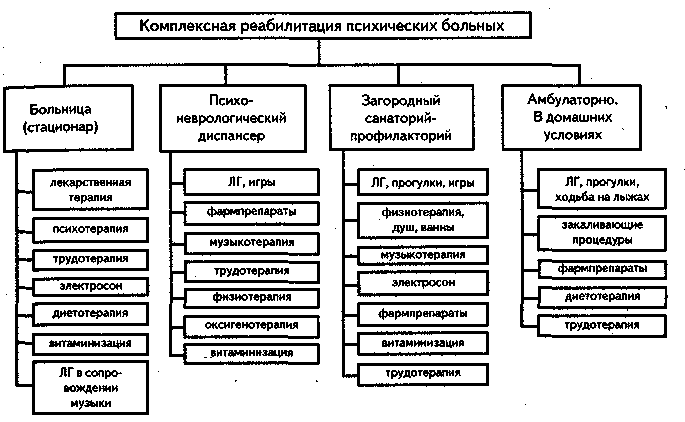 Комплексная реабилитация психических больных
Больница
(стационар)
лекарственная
терапия
психотерапия
трудотерапия
электросон
диетотерапия
витаминизация
ЛГ в сопро-
вождении
музыки
Психо-
неврологический
диспансер
ЛГ, игры
фармпрепараты
музыкотерапия
трудотерапия
физиотерапия
оксигенотерапия
витаминизация
Загородный
санаторий-
профилакторий
ЛГ, прогулки, игры
физиотерапия,
душ, ванны
музыкотерапия
электросон
фармпрепараты
витаминизация
трудотерапия
Амбулаторно.
В домашних
условиях
ЛГ, прогулки,
ходьба на лыжах
закаливающие
процедуры
фармпрепараты
диетотерапия
трудотерапия